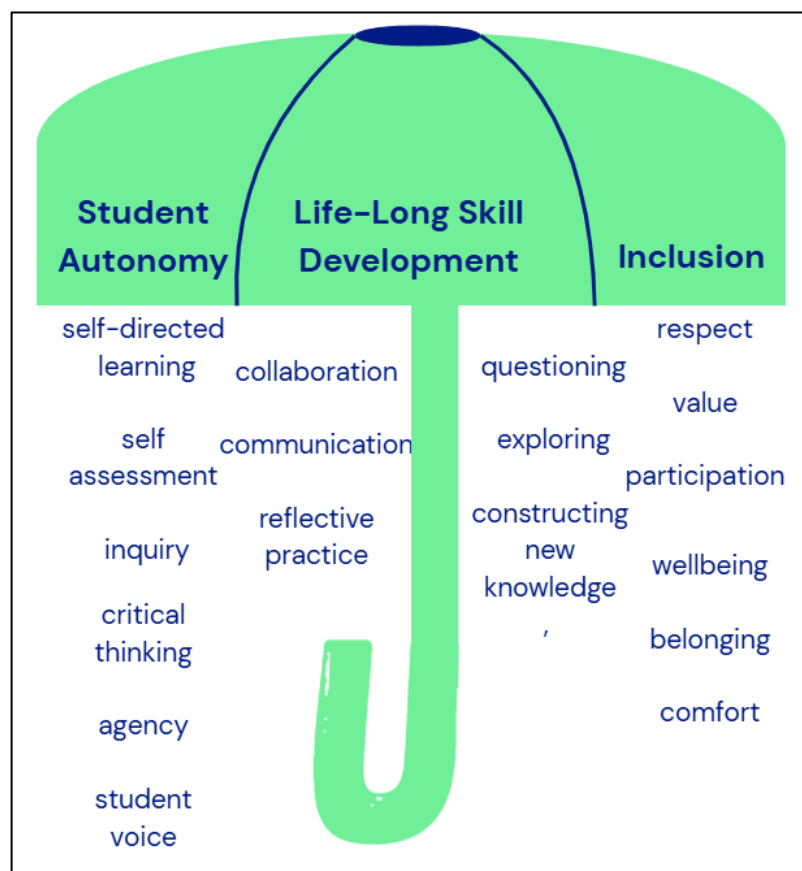 Student
Autonomy
Life-Long Skill
Development
Inclusion
self-directed
learning
self
assessment
inquiry
critical
thinking
agency
student
voice
collaboration
communication
reflective
practice
questioning
exploring
constructing
new
knowledge
,
respect
value
participation
wellbeing
belonging
comfort